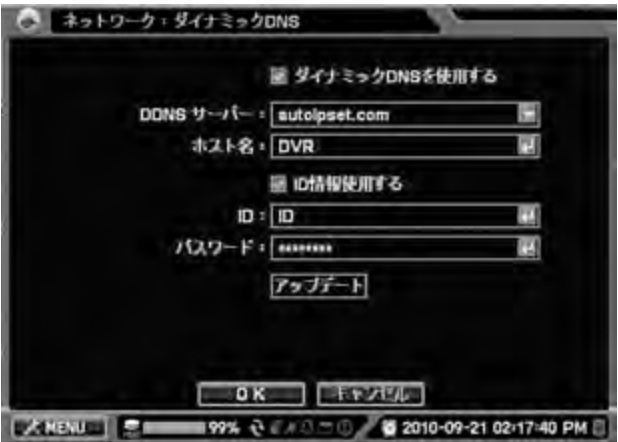 ネットワーク：ダイナミックDNS
ダイナミックDNSを使用する
DDNS サーバー： autoipset.com
ホスト名： DVR
ID情報使用する
ID： ID
パスワード： ********
アップデート
OK キャンセル
MENU 99% 2010-09-21 02:17:40 PM